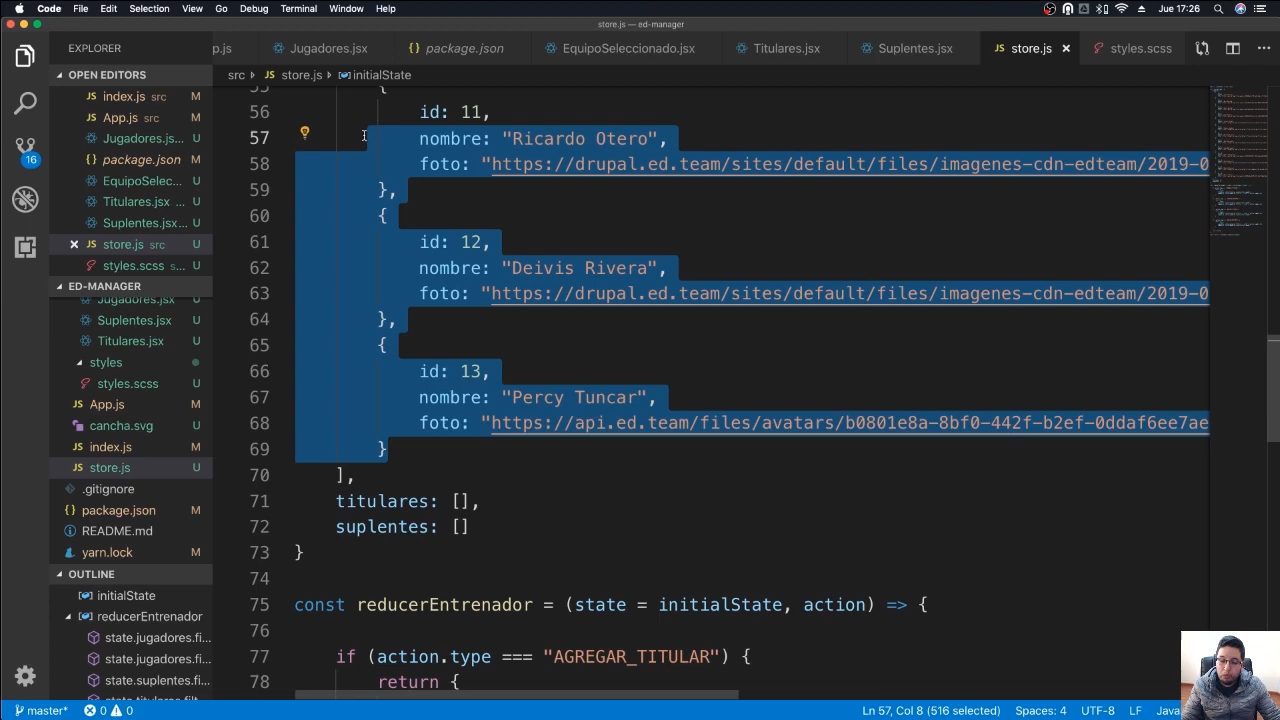 Code File Edit Selection View Go Debug Terminal Window Help
Jue 17:26
store.js — ed-manager
EXPLORER
p.js
Jugadores.jsx
package.json
EquipoSeleccionado.jsx
Titulares.jsx
Suplentes.jsx
store.js
styles.scss
src > store.js > initialState
OPEN EDITORS
index.js src M
App.js src M
Jugadores.js... U
package.json M
EquipoSelec... U
Titulares.jsx ... U
Suplentes.jsx... U
store.js src U
styles.scss s... U
ED-MANAGER
Jugadores.jsx U
Suplentes.jsx U
Titulares.jsx U
styles
styles.scss U
App.js M
cancha.svg U
index.js M
store.js U
.gitignore
package.json M
README.md
yarn.lock M
OUTLINE
initialState
reducerEntrenador
state.jugadores.fi...
state.jugadores.fi...
state.suplentes.fi...
16
55 {
56 id: 11,
57 nombre: "Ricardo Otero",
58 foto: "https://drupal.ed.team/sites/default/files/imagenes-cdn-edteam/2019-0
59 },
60 {
61 id: 12,
62 nombre: "Deivis Rivera",
63 foto: "https://drupal.ed.team/sites/default/files/imagenes-cdn-edteam/2019-0
64 },
65 {
66 id: 13,
67 nombre: "Percy Tuncar",
68 foto: "https://api.ed.team/files/avatars/b0801e8a-8bf0-442f-b2ef-0ddaf6ee7ae
69 }
70 ],
71 titulares: [],
72 suplentes: []
73 }
74
75 const reducerEntrenador = (state = initialState, action) => {
76
77 if (action.type === "AGREGAR_TITULAR") {
78 return {
master* 0 0
Ln 57, Col 8 (516 selected) Spaces: 4 UTF-8 LF Java